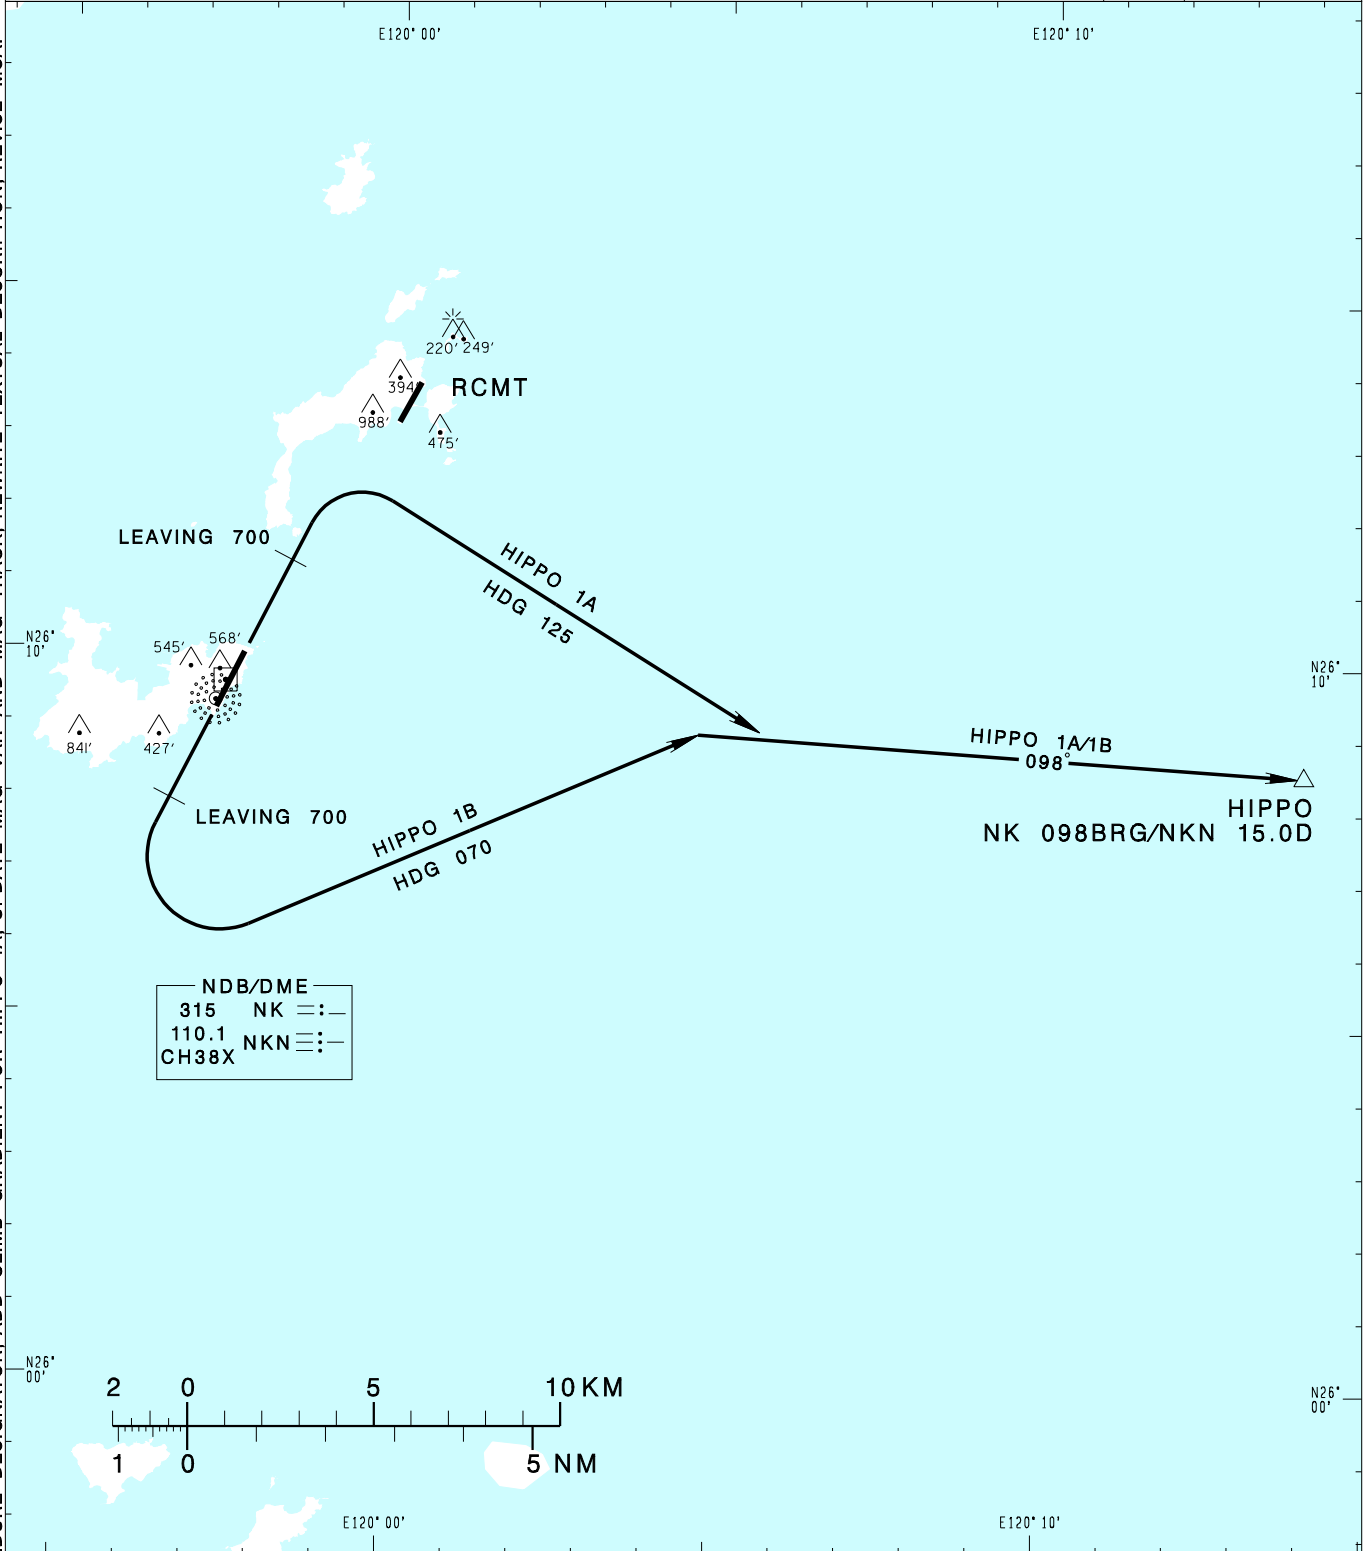 E120° 00'
E120° 10'
220' 249'
394'
RCMT
988'
475'
LEAVING 700
HIPPO 1A
HDG 125
N26°
10'
545'
568'
N26°
10'
841'
427'
HIPPO 1A/1B
098°
HIPPO
NK 098BRG/NKN 15.0D
LEAVING 700
HIPPO 1B
HDG 070
NDB/DME
315 NK
110.1
CH38X NKN
N26°
00'
2 0 5 10 KM
1 0 5 NM
N26°
00'
E120° 00'
E120° 10'